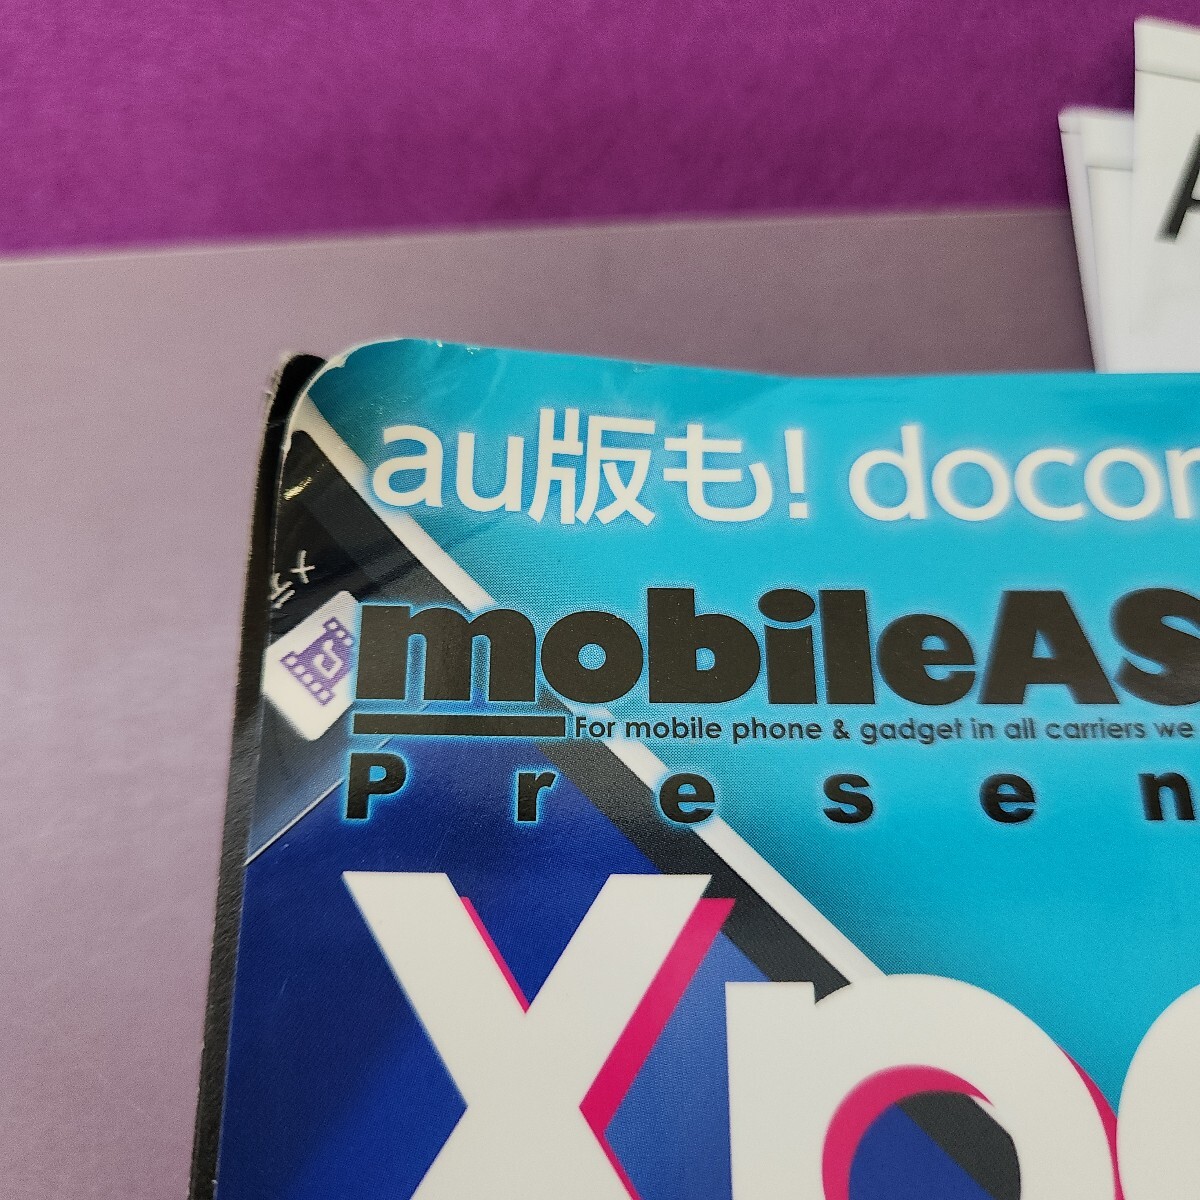 au版も! docom
mobileAS
For mobile phone & gadget in all carriers we
Presen
Xpe